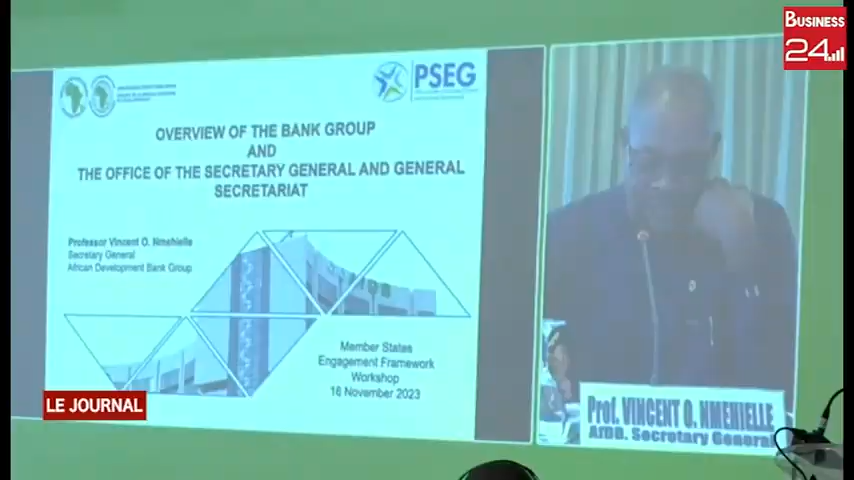 BUSINESS
24
PSEG
OVERVIEW OF THE BANK GROUP
AND
THE OFFICE OF THE SECRETARY GENERAL AND GENERAL
SECRETARIAT
Professor Vincent O. Nmehielle
Secretary General
African Development Bank Group
Member States
Engagement Framework
Workshop
16 November 2023
LE JOURNAL
Prof. VINCENT O. NMEHIELLE
AfDB. Secretary General